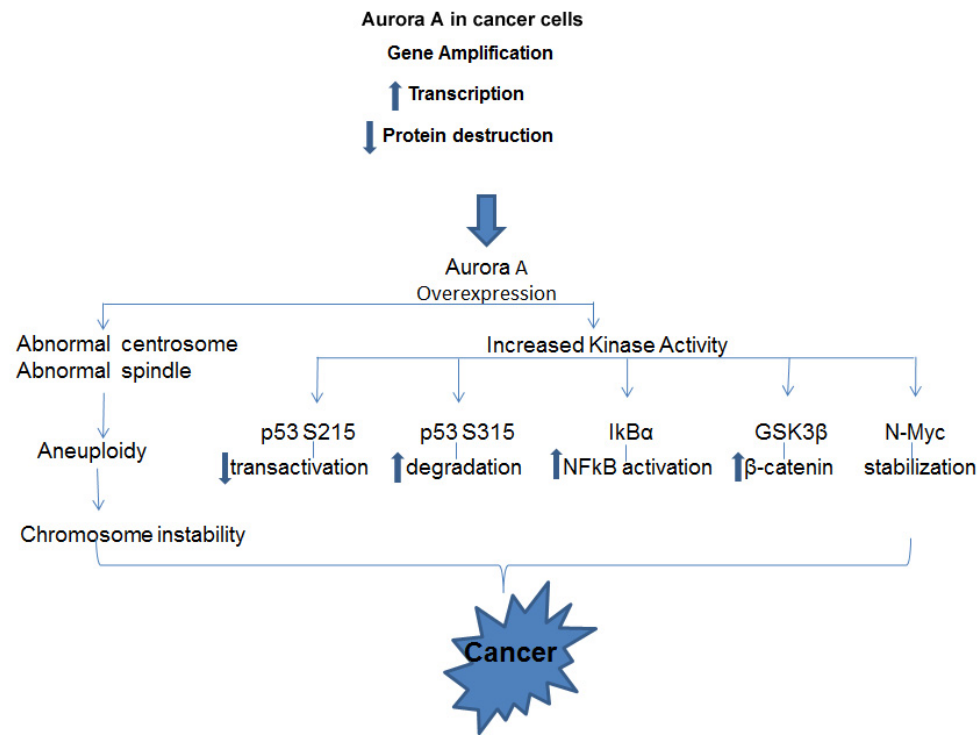 Aurora A in cancer cells
Gene Amplification
Transcription
Protein destruction
Aurora A
Overexpression
Abnormal centrosome
Abnormal spindle
Increased Kinase Activity
Aneuploidy
p53 S215
transactivation
p53 S315
degradation
IkBα
NFkB activation
GSK3β
β-catenin
N-Myc
stabilization
Chromosome instability
Cancer